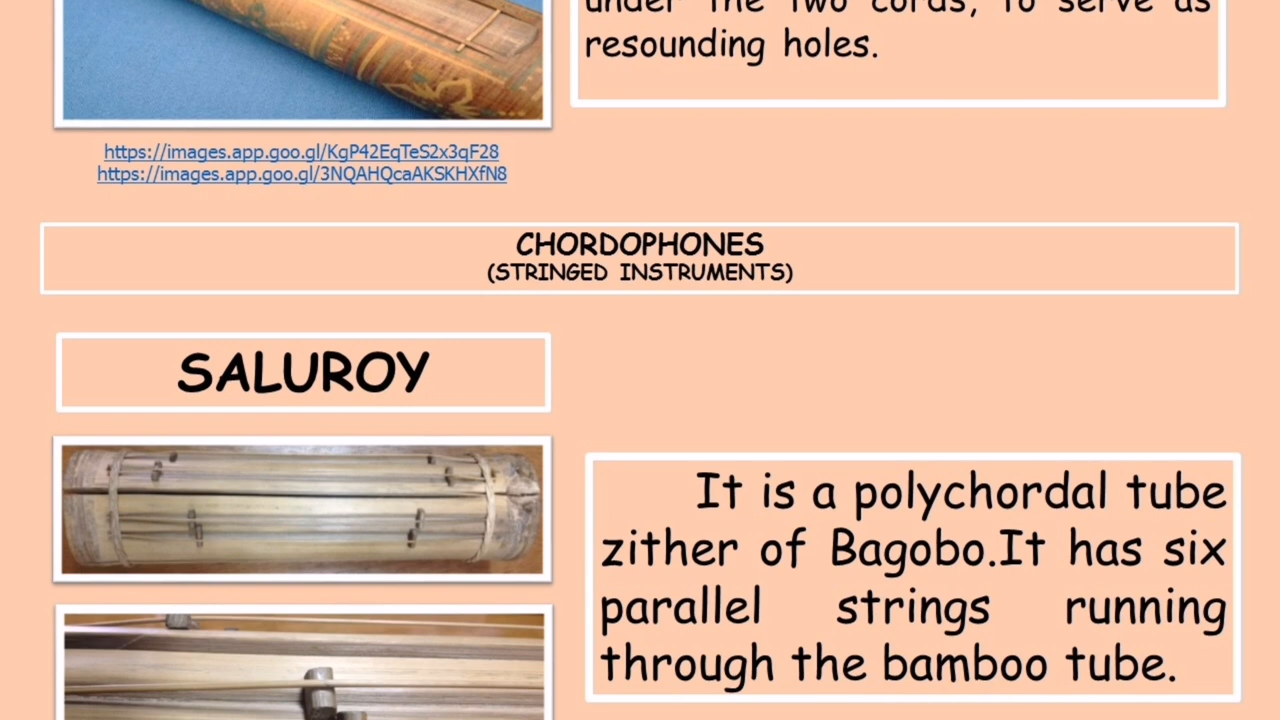 under the two cords, to serve as
resounding holes.
https://images.app.goo.gl/KgP42EqTeS2x3qF28
https://images.app.goo.gl/3NQAHQcaAKSKHXfN8
CHORDOPHONES
(STRINGED INSTRUMENTS)
SALUROY
It is a polychordal tube
zither of Bagobo.It has six
parallel strings running
through the bamboo tube.